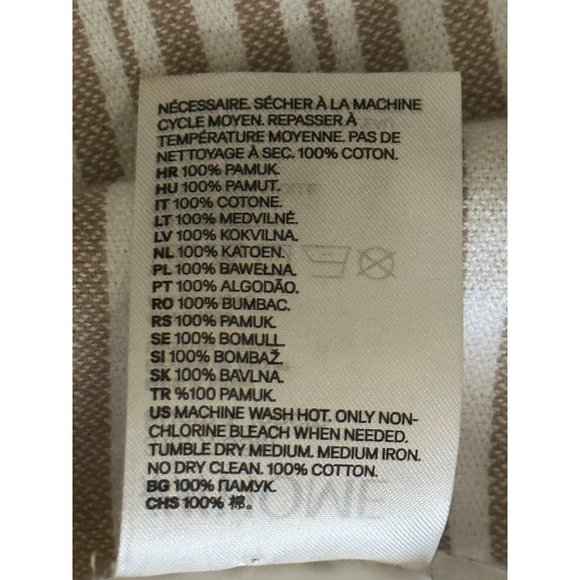 NÉCESSAIRE. SÉCHER À LA MACHINE
CYCLE MOYEN. REPASSER À
TEMPÉRATURE MOYENNE. PAS DE
NETTOYAGE À SEC. 100% COTON.
HR 100% PAMUK.
HU 100% PAMUT.
IT 100% COTONE.
LT 100% MEDVILNĖ.
LV 100% KOKVILNA.
NL 100% KATOEN.
PL 100% BAWEŁNA.
PT 100% ALGODÃO.
RO 100% BUMBAC.
RS 100% PAMUK.
SE 100% BOMULL.
SI 100% BOMBAŽ.
SK 100% BAVLNA.
TR %100 PAMUK.
US MACHINE WASH HOT. ONLY NON-
CHLORINE BLEACH WHEN NEEDED.
TUMBLE DRY MEDIUM. MEDIUM IRON.
NO DRY CLEAN. 100% COTTON.
BG 100% ПАМУК.
CHS 100% 棉。